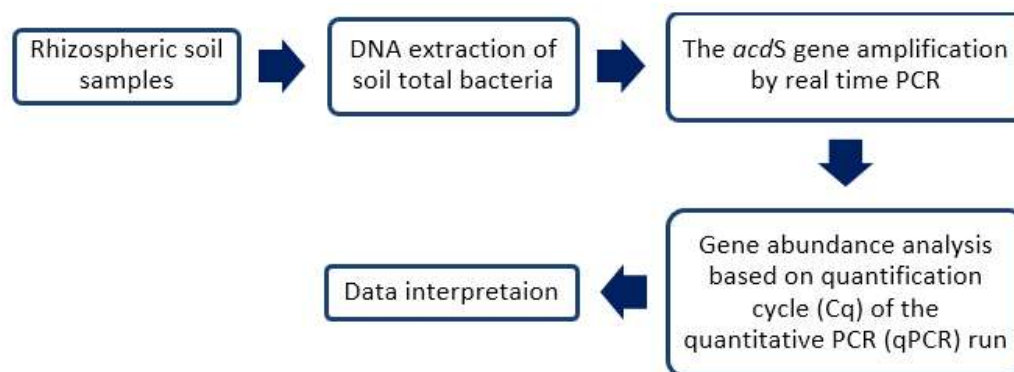 Rhizospheric soil
samples
DNA extraction of
soil total bacteria
The acdS gene amplification
by real time PCR
Gene abundance analysis
based on quantification
cycle (Cq) of the
quantitative PCR (qPCR) run
Data interpretaion